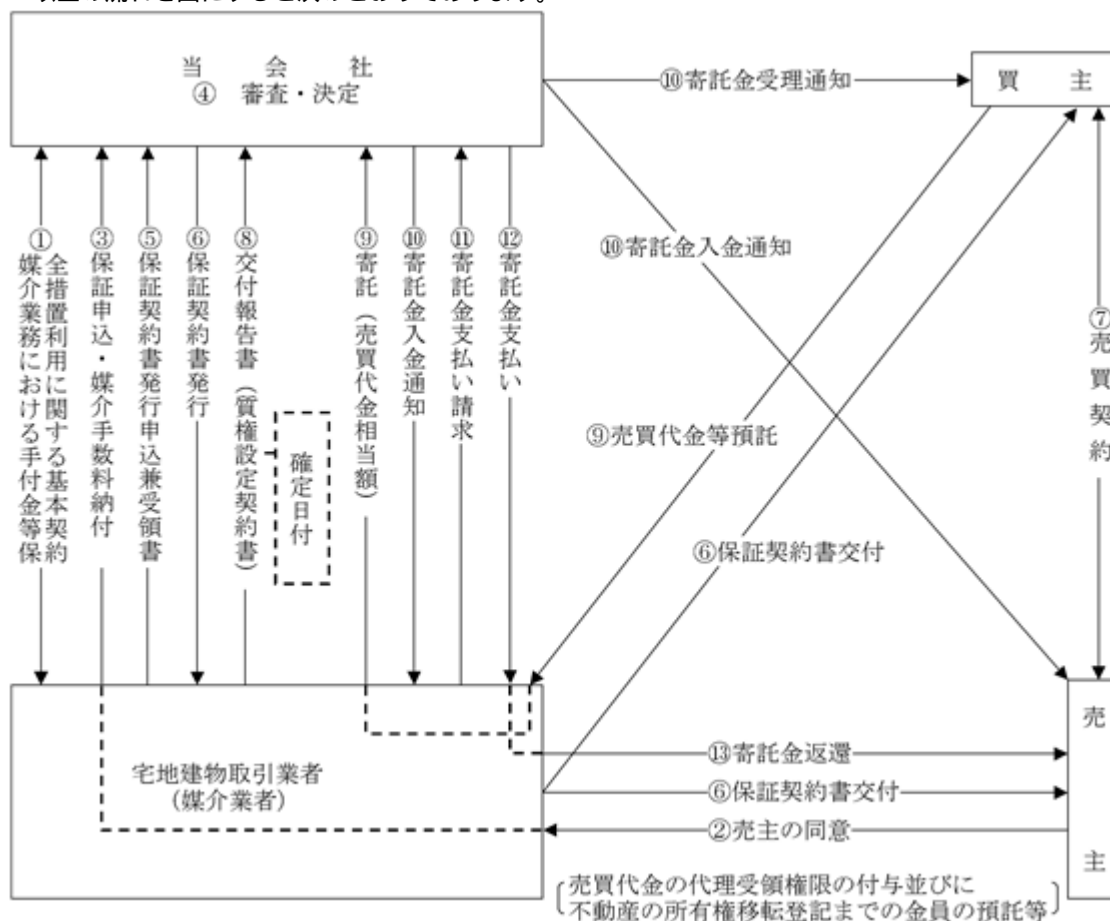 当会社
④ 審査・決定
⑩寄託金受理通知
買主
⑩寄託金入金通知
①媒介業務における手付金等保
全措置利用に関する基本契約
③保証申込・媒介手数料納付
⑤保証契約書発行申込兼受領書
⑥保証契約書発行
⑧交付報告書(質権設定契約書)
確定日付
⑨寄託(売買代金相当額)
⑩寄託金入金通知
⑪寄託金支払い請求
⑫寄託金支払い
⑦売買契約
⑨売買代金等預託
⑥保証契約書交付
宅地建物取引業者
(媒介業者)
⑬寄託金返還
⑥保証契約書交付
②売主の同意
売主
売買代金の代理受領権限の付与並びに
不動産の所有権移転登記までの金員の預託等